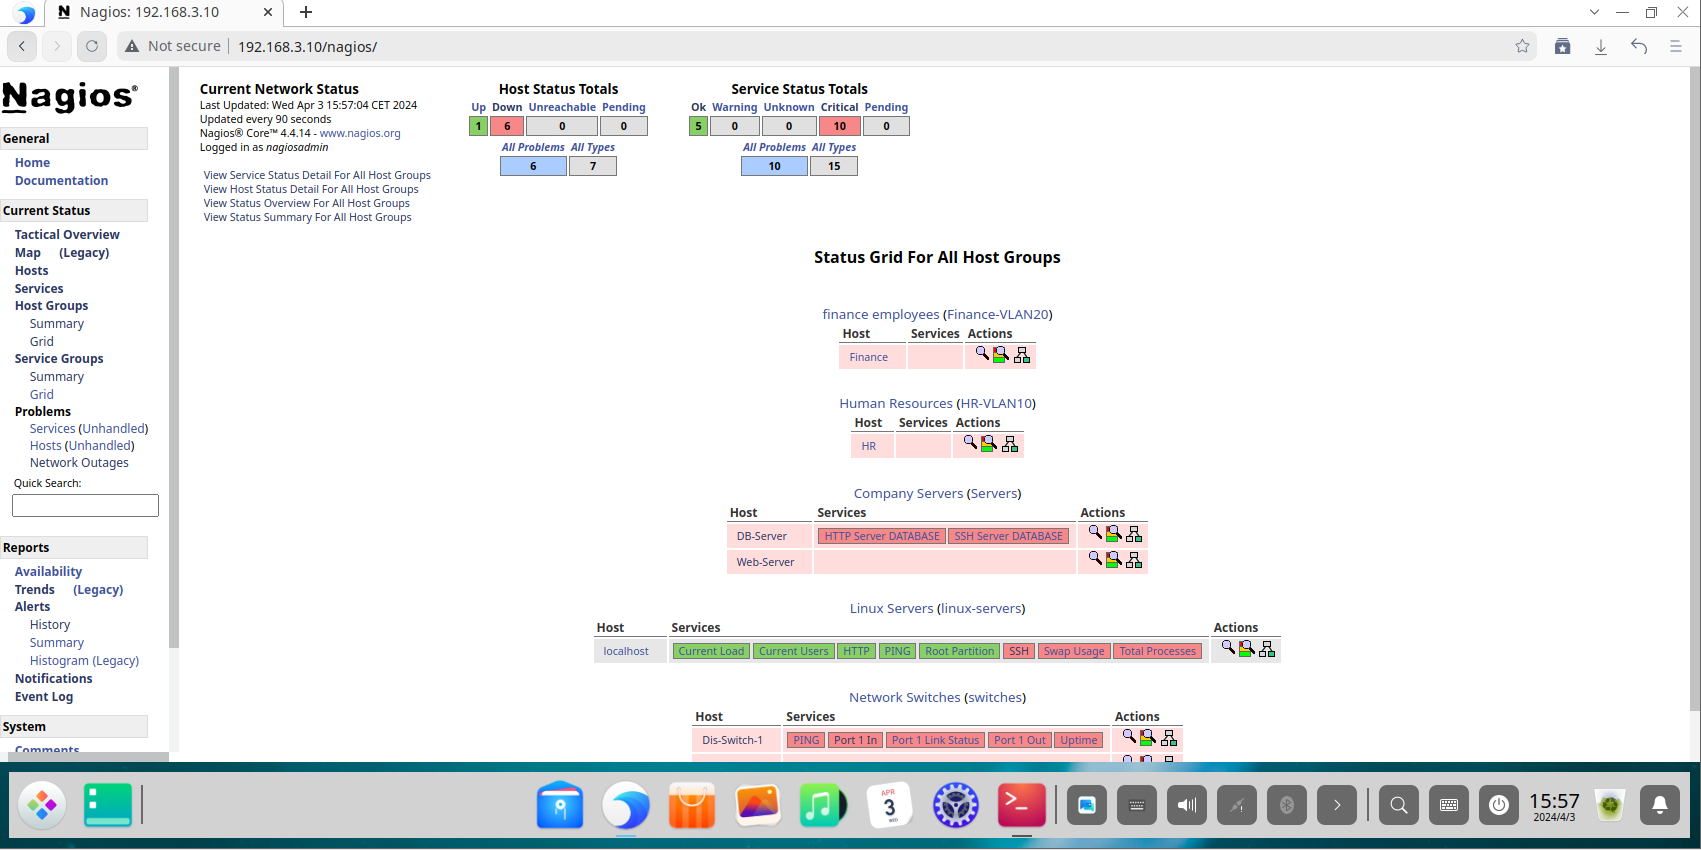 Nagios: 192.168.3.10
Not secure 192.168.3.10/nagios/
Nagios®
General
Home
Documentation
Current Status
Tactical Overview
Map (Legacy)
Hosts
Services
Host Groups
Summary
Grid
Service Groups
Summary
Grid
Problems
Services (Unhandled)
Hosts (Unhandled)
Network Outages
Quick Search:
Reports
Availability
Trends (Legacy)
Alerts
History
Summary
Histogram (Legacy)
Notifications
Event Log
System
Comments
Current Network Status
Last Updated: Wed Apr 3 15:57:04 CET 2024
Updated every 90 seconds
Nagios® Core™ 4.4.14 - www.nagios.org
Logged in as nagiosadmin
View Service Status Detail For All Host Groups
View Host Status Detail For All Host Groups
View Status Overview For All Host Groups
View Status Summary For All Host Groups
Host Status Totals
Up Down Unreachable Pending
1 6 0 0
All Problems All Types
6 7
Service Status Totals
Ok Warning Unknown Critical Pending
5 0 0 10 0
All Problems All Types
10 15
Status Grid For All Host Groups
finance employees (Finance-VLAN20)
Host Services Actions
Finance
Human Resources (HR-VLAN10)
Host Services Actions
HR
Company Servers (Servers)
Host Services Actions
DB-Server HTTP Server DATABASE SSH Server DATABASE
Web-Server
Linux Servers (linux-servers)
Host Services Actions
localhost Current Load Current Users HTTP PING Root Partition SSH Swap Usage Total Processes
Network Switches (switches)
Host Services Actions
Dis-Switch-1 PING Port 1 In Port 1 Link Status Port 1 Out Uptime
APR
3
WED
15:57
2024/4/3